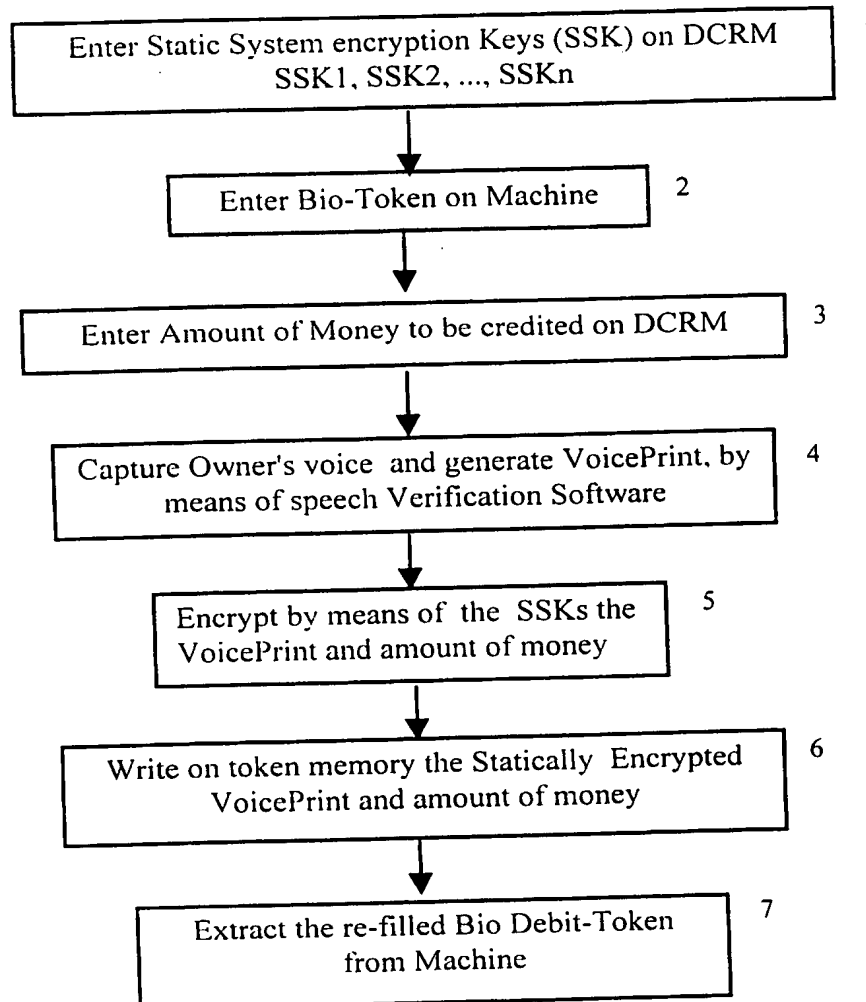 Enter Static System encryption Keys (SSK) on DCRM
SSK1, SSK2, ..., SSKn
Enter Bio-Token on Machine
2
Enter Amount of Money to be credited on DCRM
3
Capture Owner's voice and generate VoicePrint, by
means of speech Verification Software
4
Encrypt by means of the SSKs the
VoicePrint and amount of money
5
Write on token memory the Statically Encrypted
VoicePrint and amount of money
6
Extract the re-filled Bio Debit-Token
from Machine
7